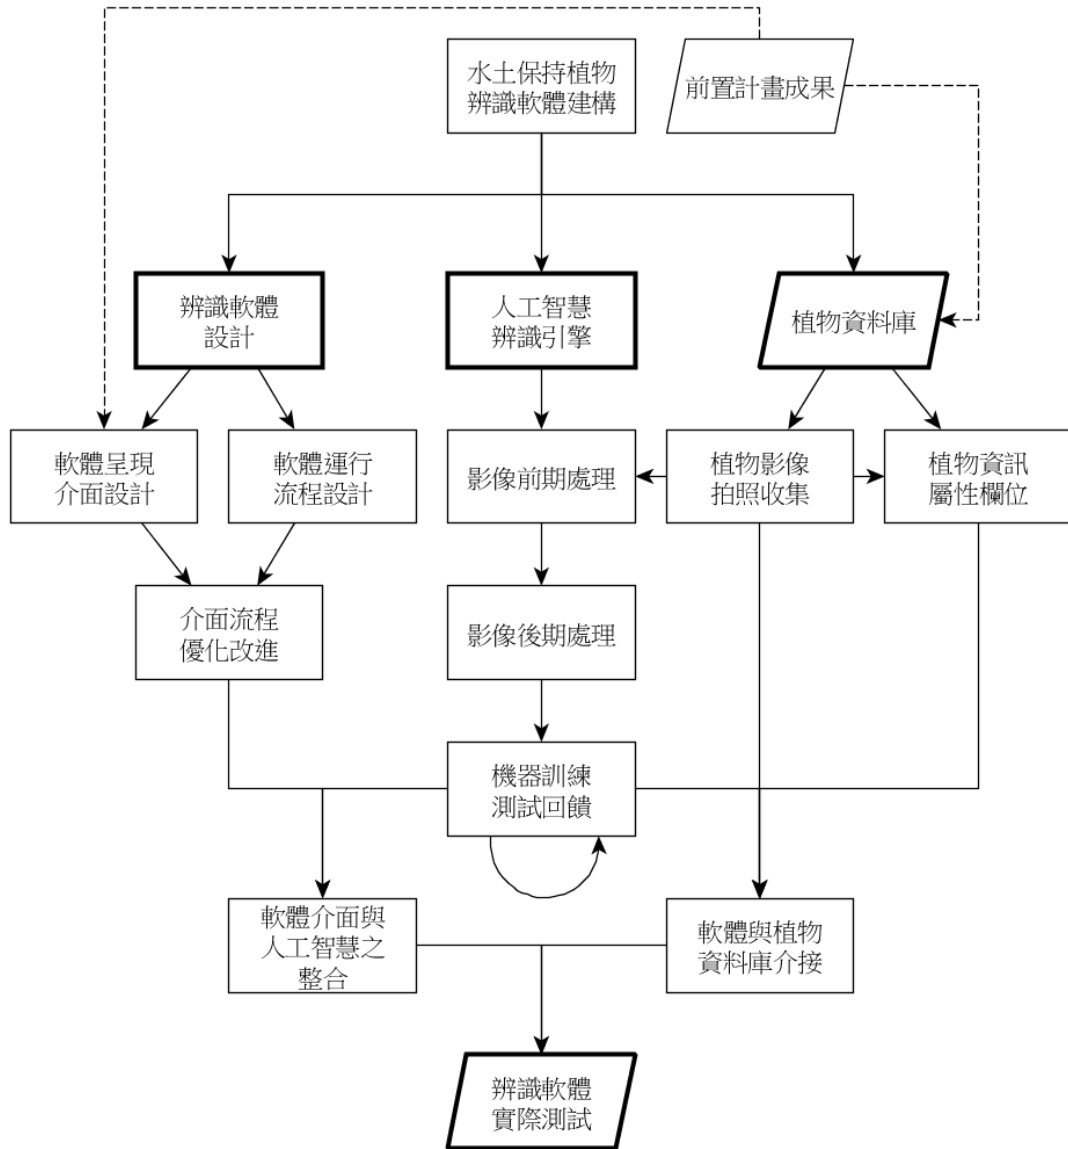 水土保持植物
辨識軟體建構
前置計畫成果
辨識軟體
設計
人工智慧
辨識引擎
植物資料庫
軟體呈現
介面設計
軟體運行
流程設計
影像前期處理
植物影像
拍照收集
植物資訊
屬性欄位
介面流程
優化改進
影像後期處理
機器訓練
測試回饋
軟體介面與
人工智慧之
整合
軟體與植物
資料庫介接
辨識軟體
實際測試